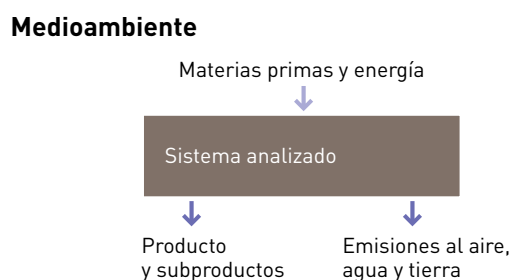 Medioambiente
Materias primas y energía
Sistema analizado
Producto
y subproductos
Emisiones al aire,
agua y tierra